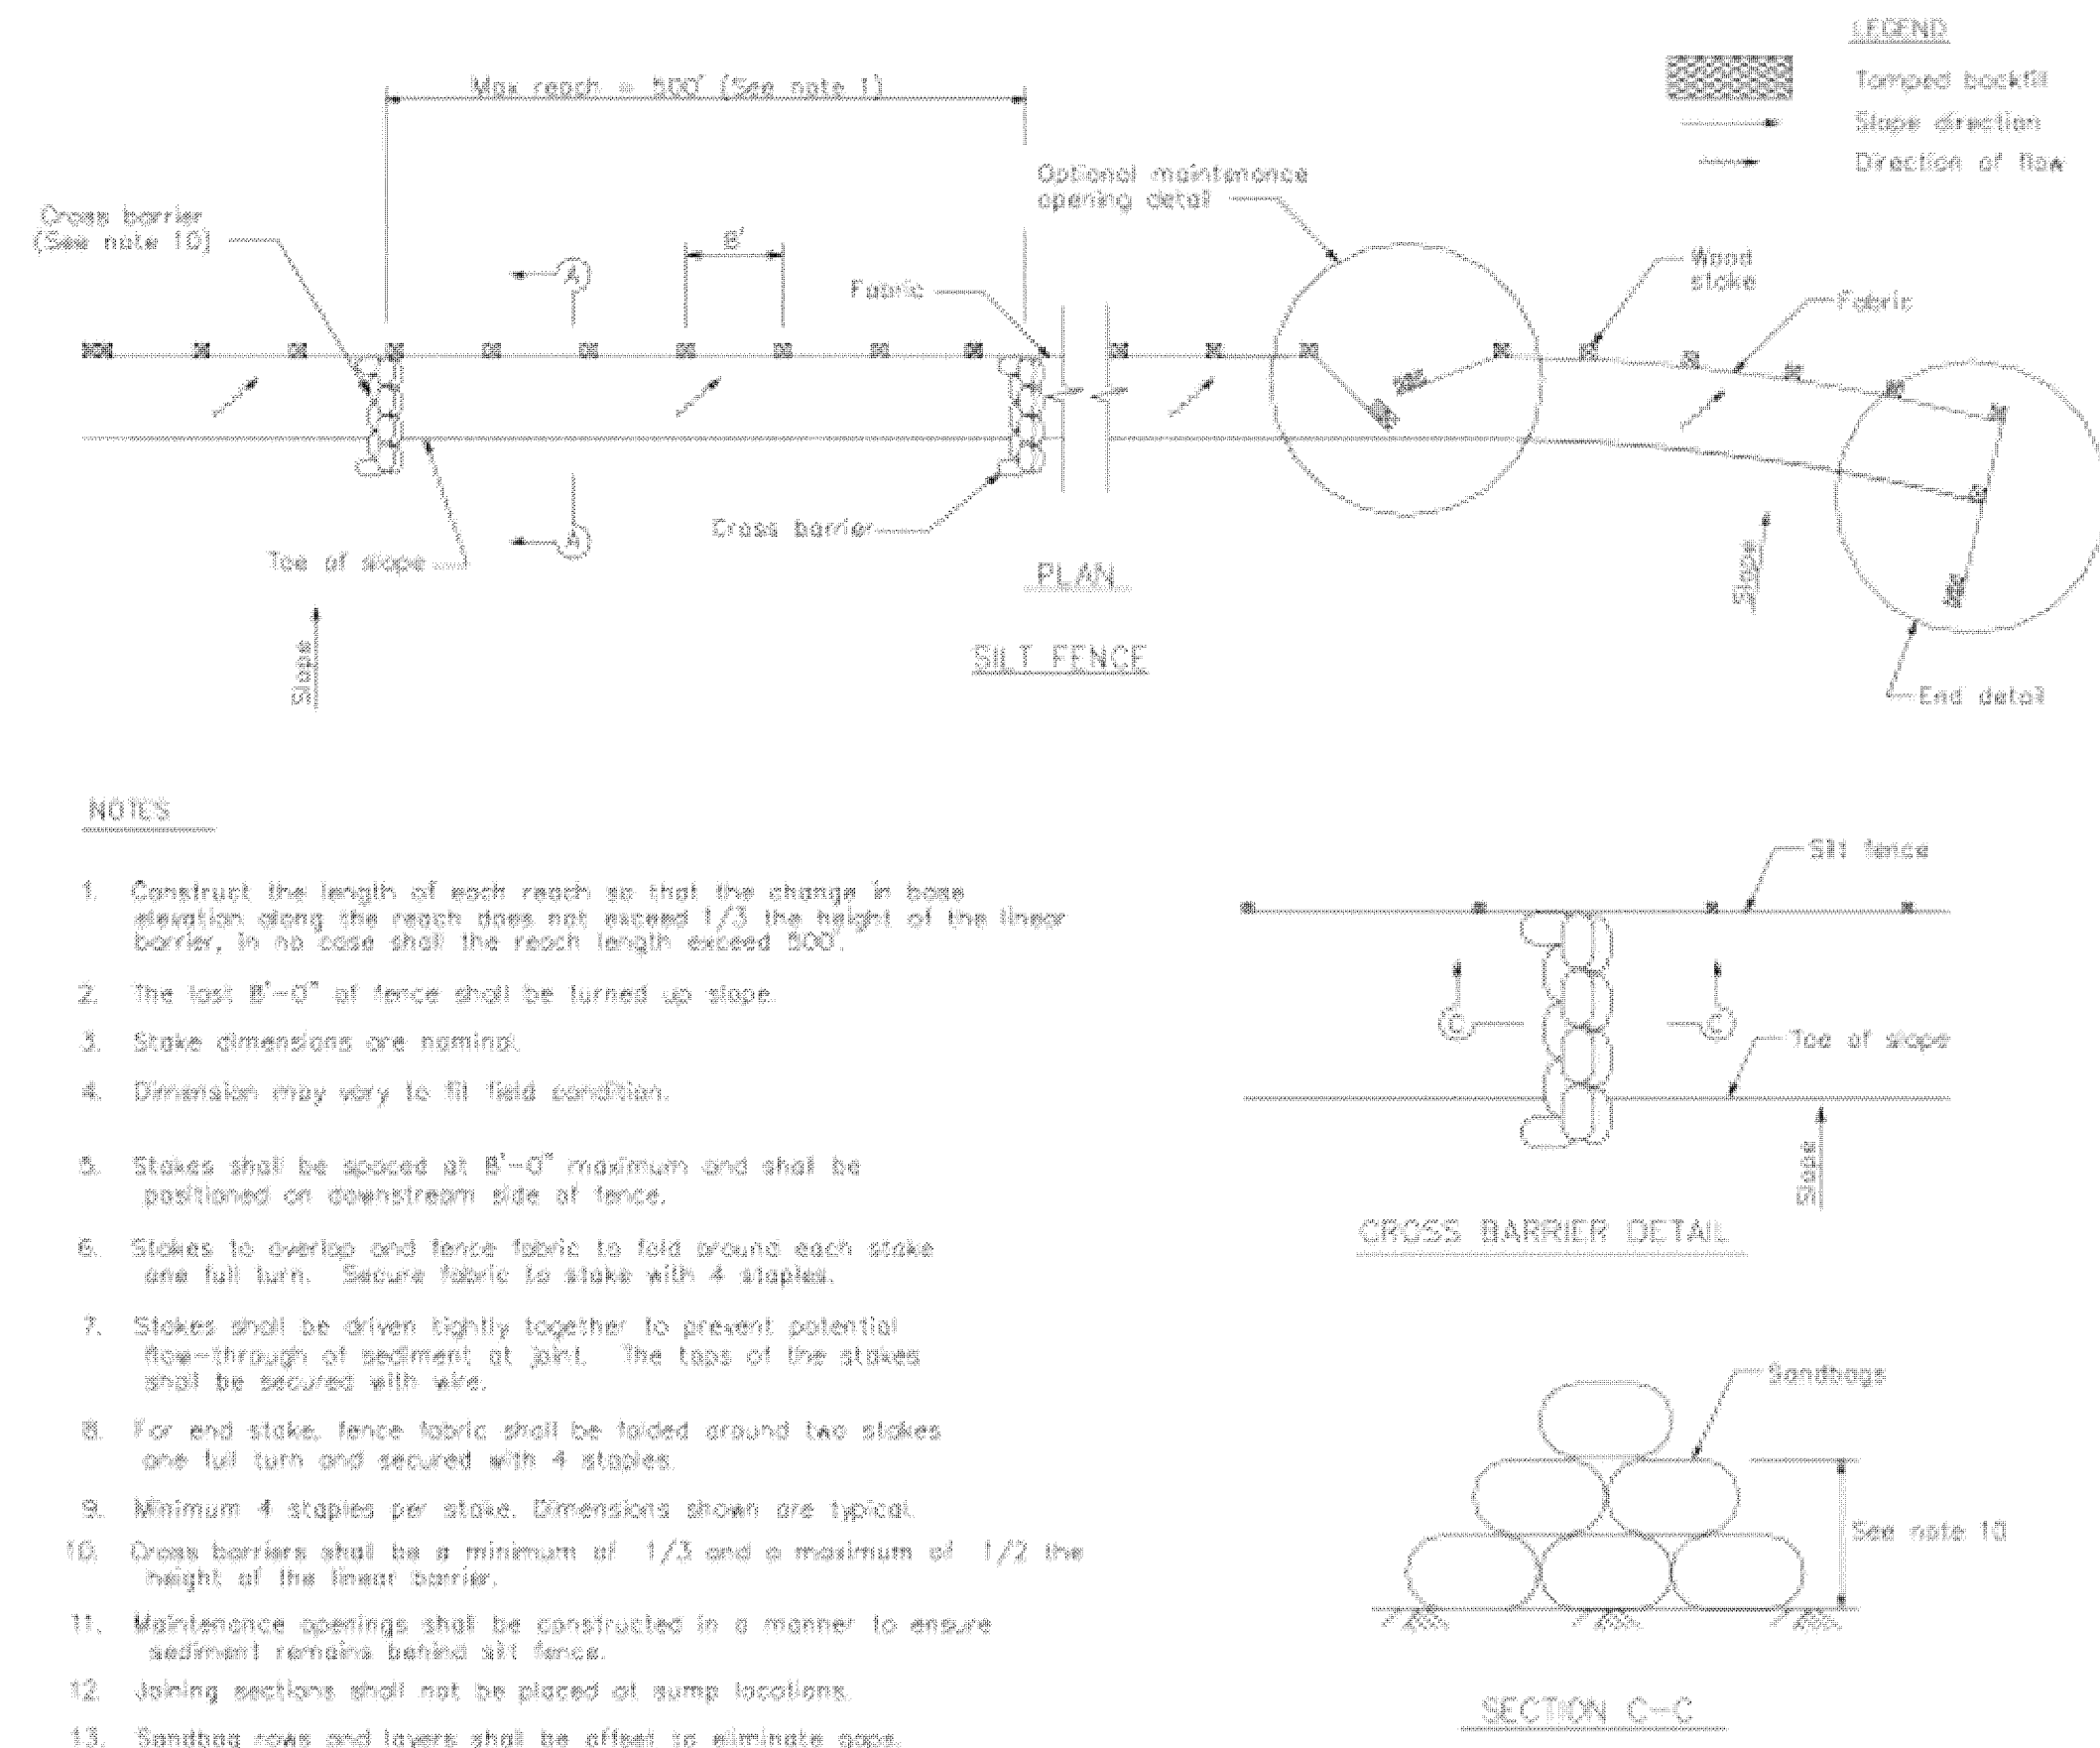 LEGEND
Tamped backfill
Slope direction
Direction of flow
Max reach = 500' (See note 1)
Optional maintenance
opening detail
Cross barrier
(See note 10)
8'
A
Fabric
Wood
stake
Fabric
Cross barrier
A
Toe of slope
PLAN
Slope
SILT FENCE
Slope
End detail
NOTES
1. Construct the length of each reach so that the change in base
elevation along the reach does not exceed 1/3 the height of the linear
barrier, in no case shall the reach length exceed 500'.
2. The last 8'-0" of fence shall be turned up slope.
3. Stake dimensions are nominal.
4. Dimension may vary to fit field condition.
5. Stakes shall be spaced at 8'-0" maximum and shall be
positioned on downstream side of fence.
6. Stakes to overlap and fence fabric to fold around each stake
one full turn. Secure fabric to stake with 4 staples.
7. Stakes shall be driven tightly together to prevent potential
flow-through of sediment at joint. The tops of the stakes
shall be secured with wire.
8. For end stake, fence fabric shall be folded around two stakes
one full turn and secured with 4 staples.
9. Minimum 4 staples per stake. Dimensions shown are typical.
10. Cross barriers shall be a minimum of 1/3 and a maximum of 1/2 the
height of the linear barrier.
11. Maintenance openings shall be constructed in a manner to ensure
sediment remains behind silt fence.
12. Joining sections shall not be placed at sump locations.
13. Sandbag rows and layers shall be offset to eliminate gaps.
Silt fence
C
C
Toe of slope
Slope
CROSS BARRIER DETAIL
Sandbags
See note 10
SECTION C-C